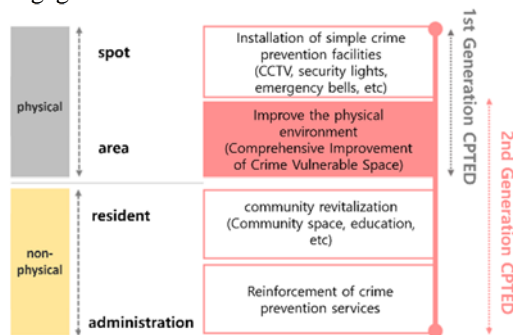 spot
physical
area
Installation of simple crime
prevention facilities
(CCTV, security lights,
emergency bells, etc)
Improve the physical
environment
(Comprehensive Improvement
of Crime Vulnerable Space)
1st Generation CPTED
resident
non-
physical
administration
community revitalization
(Community space, education,
etc)
Reinforcement of crime
prevention services
2nd Generation CPTED